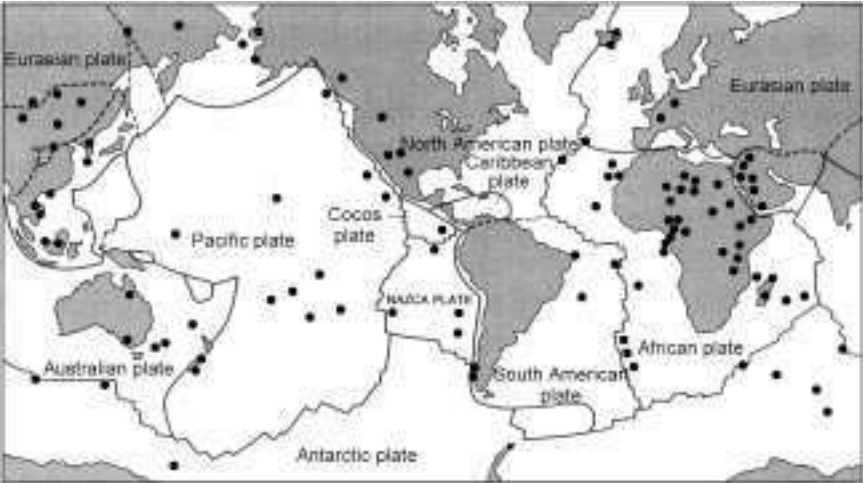 Eurasian plate
Eurasian plate
North American plate
Caribbean
plate
Cocos
plate
Pacific plate
NAZCA PLATE
African plate
Australian plate
South American
plate
Antarctic plate